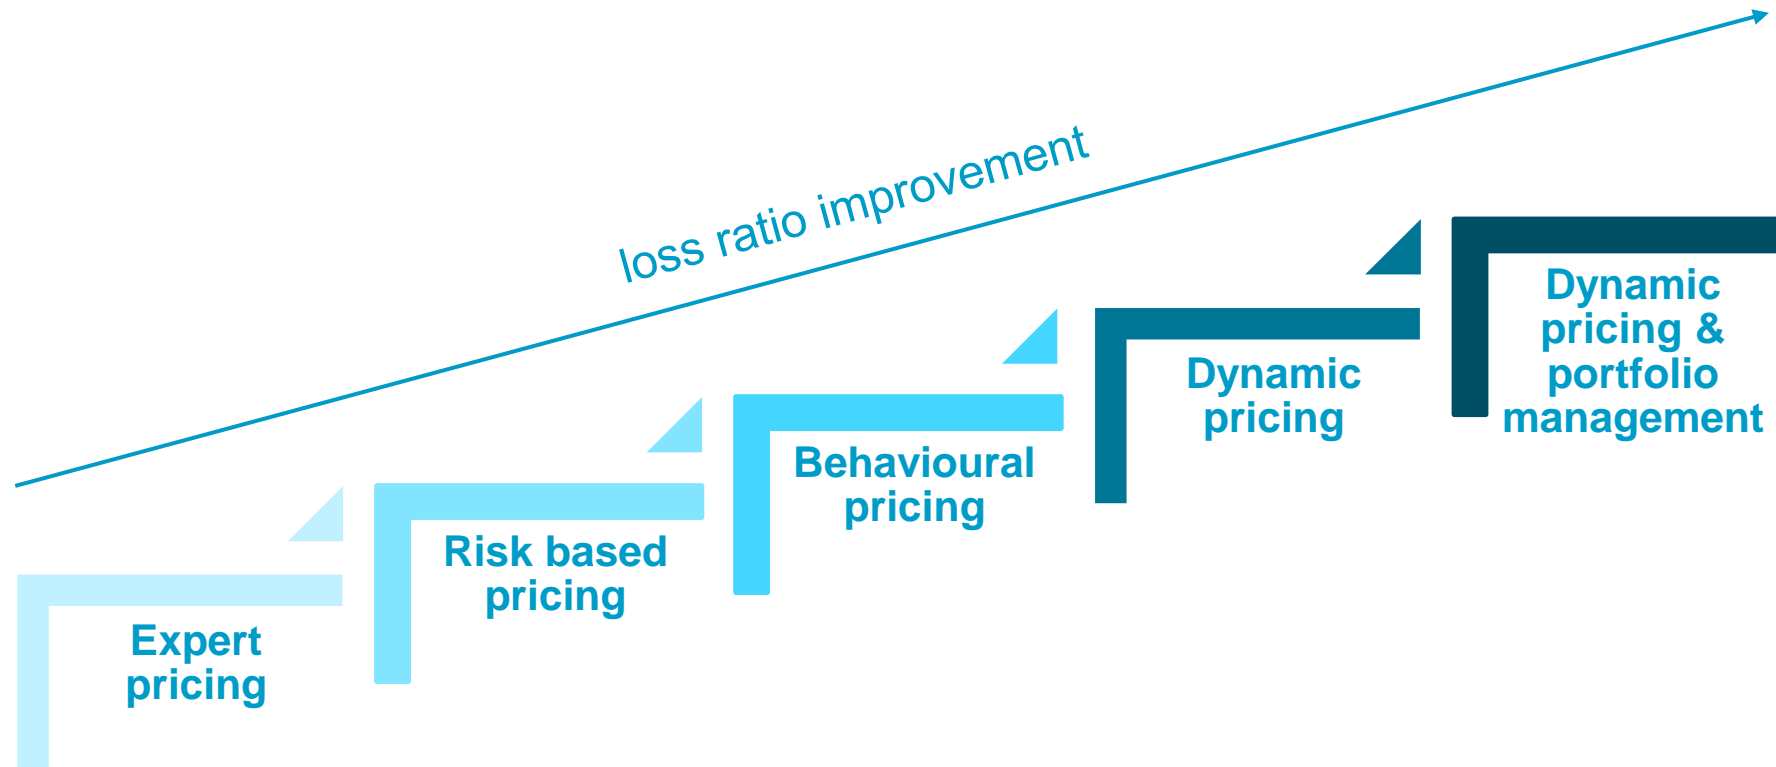 loss ratio improvement
Expert
pricing
Risk based
pricing
Behavioural
pricing
Dynamic
pricing
Dynamic
pricing &
portfolio
management